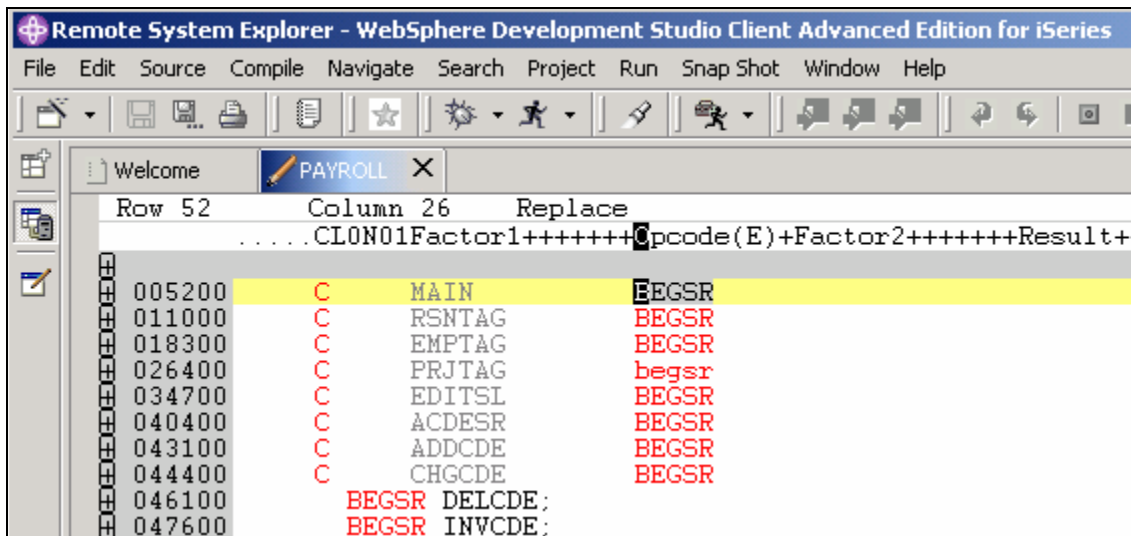 Remote System Explorer - WebSphere Development Studio Client Advanced Edition for iSeries
File Edit Source Compile Navigate Search Project Run Snap Shot Window Help
Welcome PAYROLL
Row 52 Column 26 Replace
.....CL0N01Factor1+++++++Opcode(E)+Factor2+++++++Result+
005200 C MAIN BEGSR
011000 C RSNTAG BEGSR
018300 C EMPTAG BEGSR
026400 C PRJTAG begsr
034700 C EDITSL BEGSR
040400 C ACDESR BEGSR
043100 C ADDCDE BEGSR
044400 C CHGCDE BEGSR
046100 BEGSR DELCDE;
047600 BEGSR INVCDE;